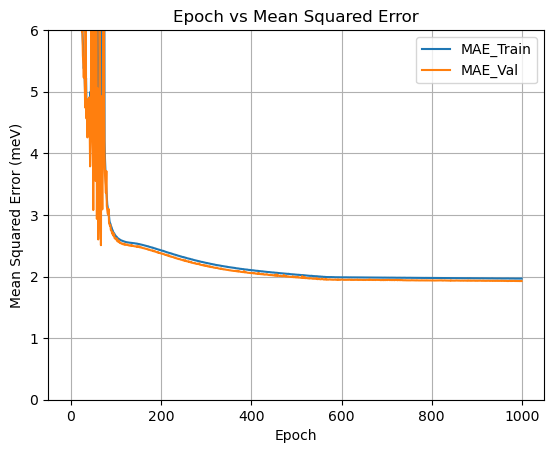 Epoch vs Mean Squared Error
Mean Squared Error (meV)
6
5
4
3
2
1
0
MAE_Train
MAE_Val
0 200 400 600 800 1000
Epoch